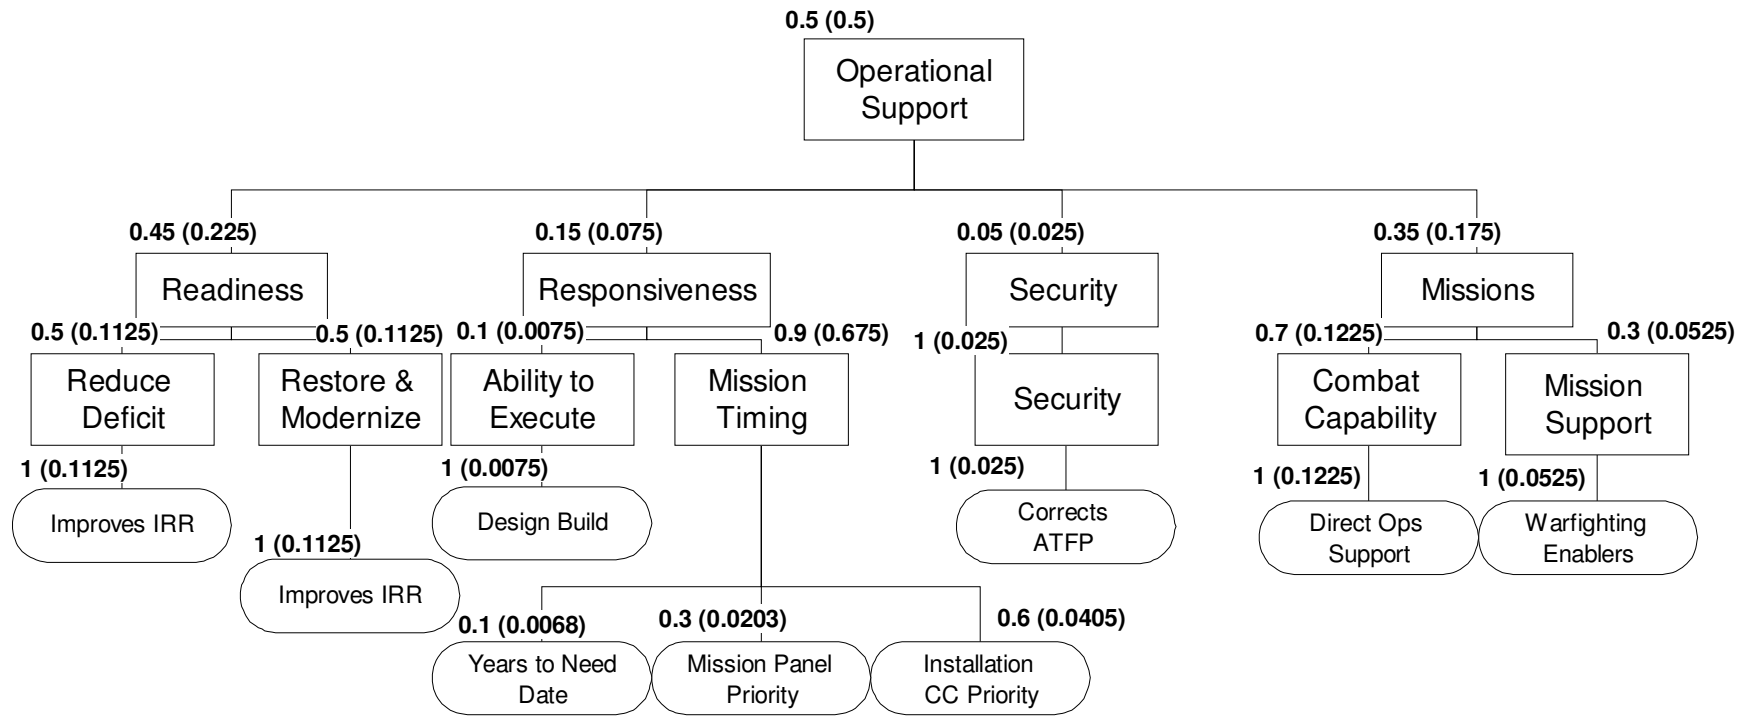 0.5 (0.5)
Operational
Support
0.45 (0.225)
0.15 (0.075)
0.05 (0.025)
0.35 (0.175)
Readiness
Responsiveness
Security
Missions
0.5 (0.1125)
0.5 (0.1125)
0.1 (0.0075)
0.9 (0.675)
1 (0.025)
0.7 (0.1225)
0.3 (0.0525)
Reduce
Deficit
Restore &
Modernize
Ability to
Execute
Mission
Timing
Security
Combat
Capability
Mission
Support
1 (0.1125)
1 (0.1125)
1 (0.0075)
1 (0.025)
1 (0.1225)
1 (0.0525)
Improves IRR
Improves IRR
Design Build
Corrects
ATFP
Direct Ops
Support
Warfighting
Enablers
0.1 (0.0068)
0.3 (0.0203)
0.6 (0.0405)
Years to Need
Date
Mission Panel
Priority
Installation
CC Priority